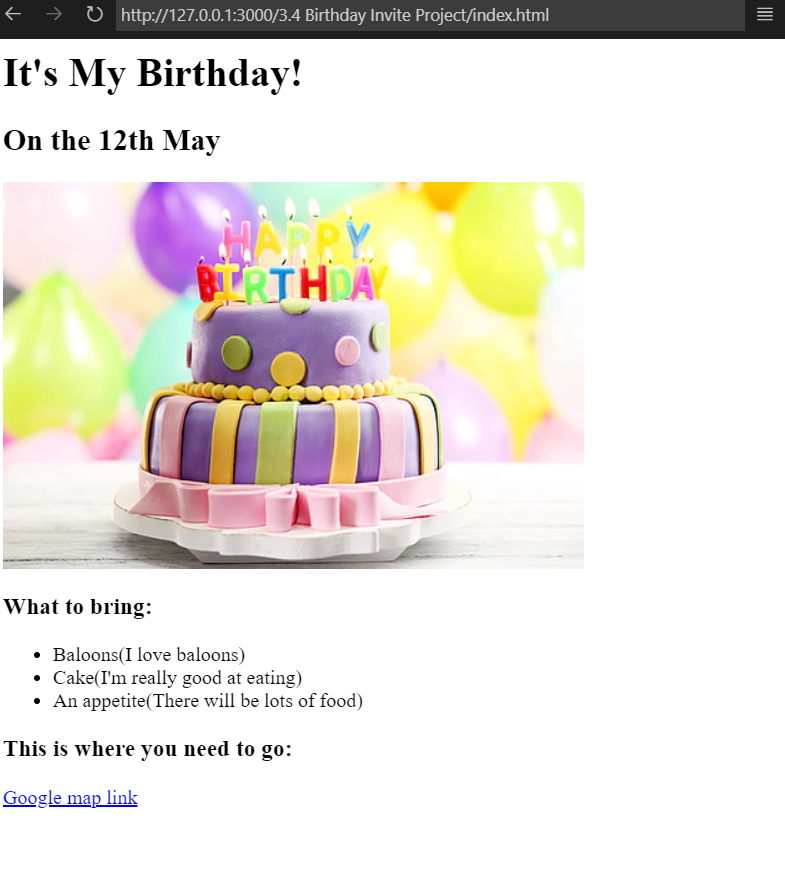 http://127.0.0.1:3000/3.4 Birthday Invite Project/index.html
It's My Birthday!
On the 12th May
HAPPY
BIRTHDAY
What to bring:
Baloons(I love baloons)
Cake(I'm really good at eating)
An appetite(There will be lots of food)
This is where you need to go:
Google map link